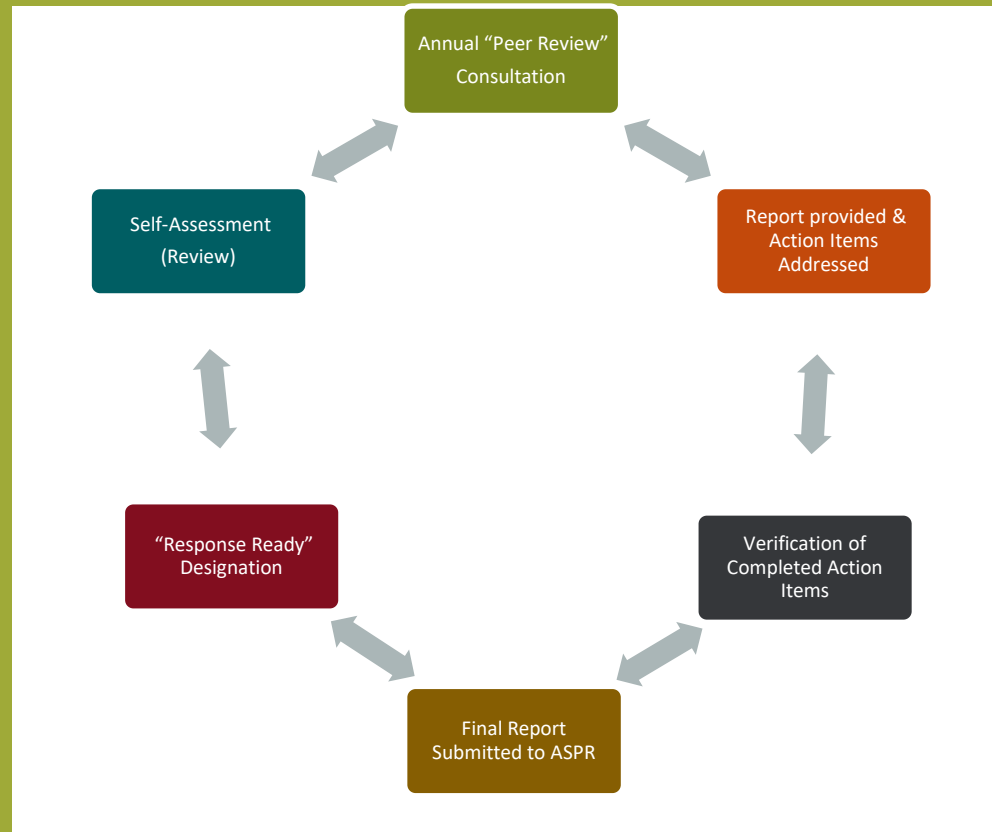 Annual “Peer Review”
Consultation
Self-Assessment
(Review)
Report provided &
Action Items
Addressed
“Response Ready”
Designation
Verification of
Completed Action
Items
Final Report
Submitted to ASPR